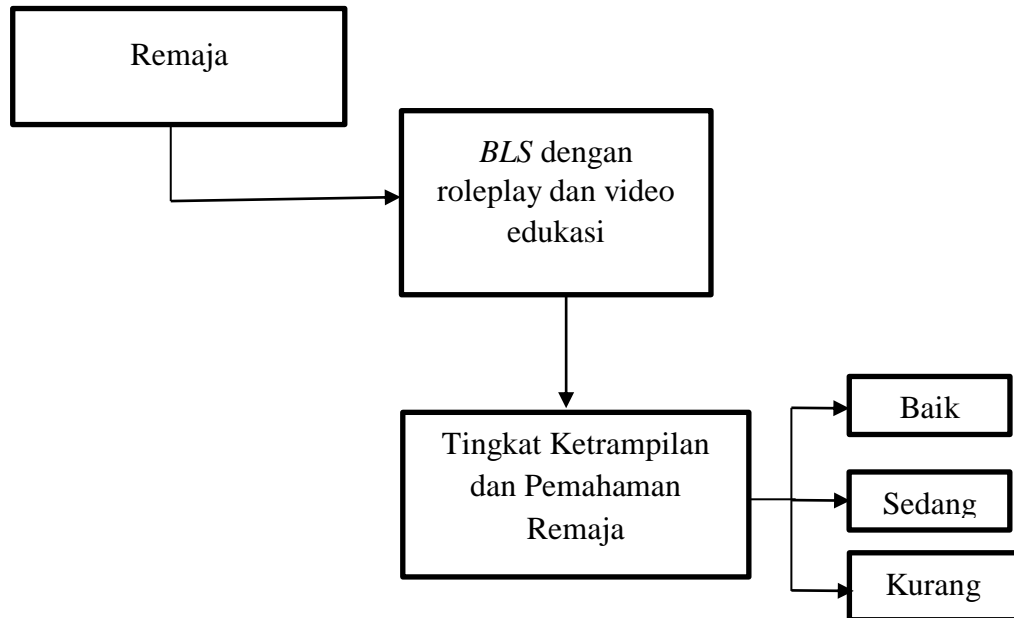 Remaja
BLS dengan
roleplay dan video
edukasi
Tingkat Ketrampilan
dan Pemahaman
Remaja
Baik
Sedang
Kurang